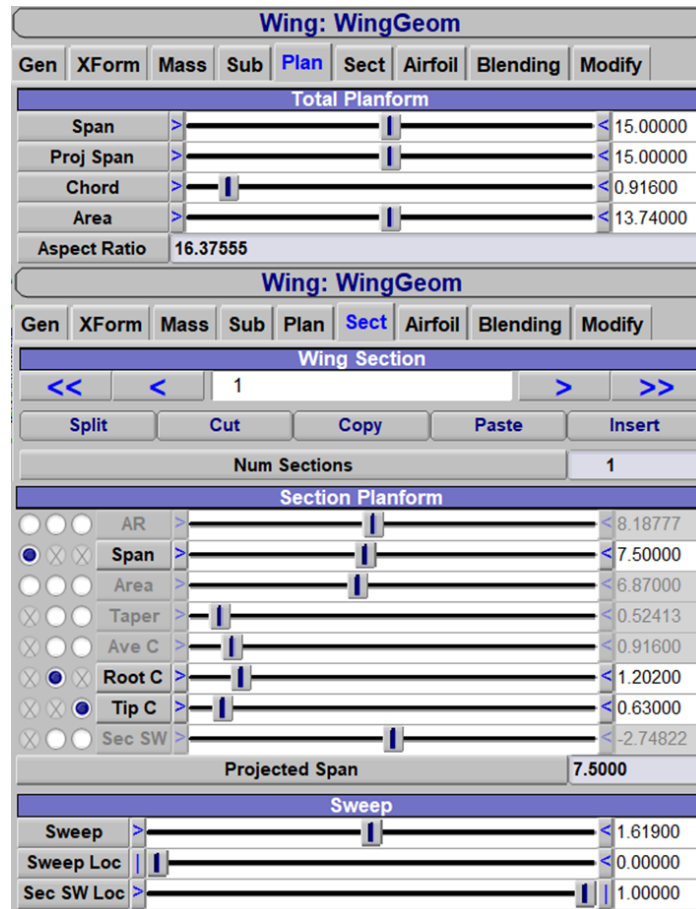 Wing: WingGeom
Gen XForm Mass Sub Plan Sect Airfoil Blending Modify
Total Planform
Span > < 15.00000
Proj Span > < 15.00000
Chord > < 0.91600
Area > < 13.74000
Aspect Ratio 16.37555
Wing: WingGeom
Gen XForm Mass Sub Plan Sect Airfoil Blending Modify
Wing Section
<< < 1 > >>
Split Cut Copy Paste Insert
Num Sections 1
Section Planform
AR > < 8.18777
X X Span > < 7.50000
Area > < 6.87000
X Taper > < 0.52413
X Ave C > < 0.91600
X X Root C > < 1.20200
X X Tip C > < 0.63000
X Sec SW > < -2.74822
Projected Span 7.5000
Sweep
Sweep > < 1.61900
Sweep Loc | < 0.00000
Sec SW Loc > | 1.00000